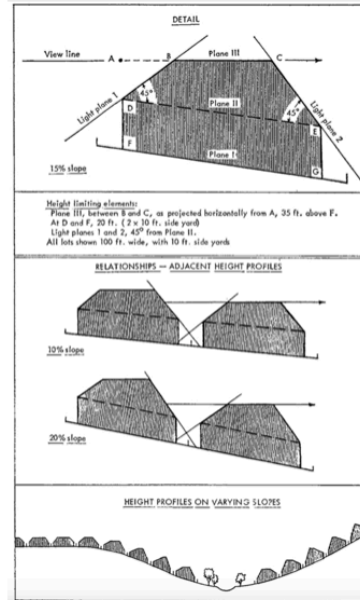 DETAIL
View line
A
B
Plane III
C
Light plane 1
45°
D
Plane II
45°
E
Light plane 2
F
Plane I
G
15% slope
Height limiting elements:
Plane III, between B and C, as projected horizontally from A, 35 ft. above F.
At D and F, 20 ft. ( 2 x 10 ft. side yard)
Light planes 1 and 2, 45° from Plane II.
All lots shown 100 ft. wide, with 10 ft. side yards
RELATIONSHIPS — ADJACENT HEIGHT PROFILES
10% slope
20% slope
HEIGHT PROFILES ON VARYING SLOPES